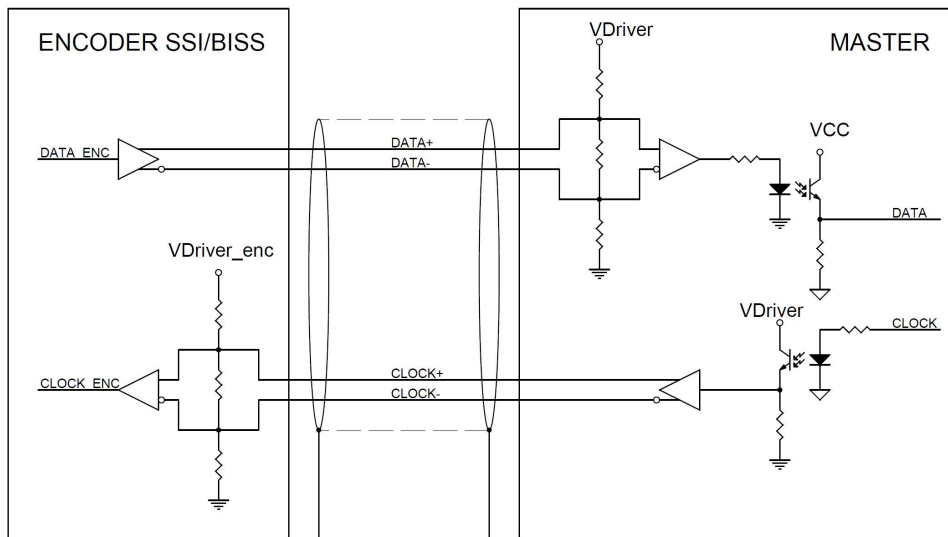 ENCODER SSI/BISS
MASTER
VDriver
VCC
DATA_ENC
DATA+
DATA-
DATA
VDriver_enc
VDriver
CLOCK
CLOCK_ENC
CLOCK+
CLOCK-